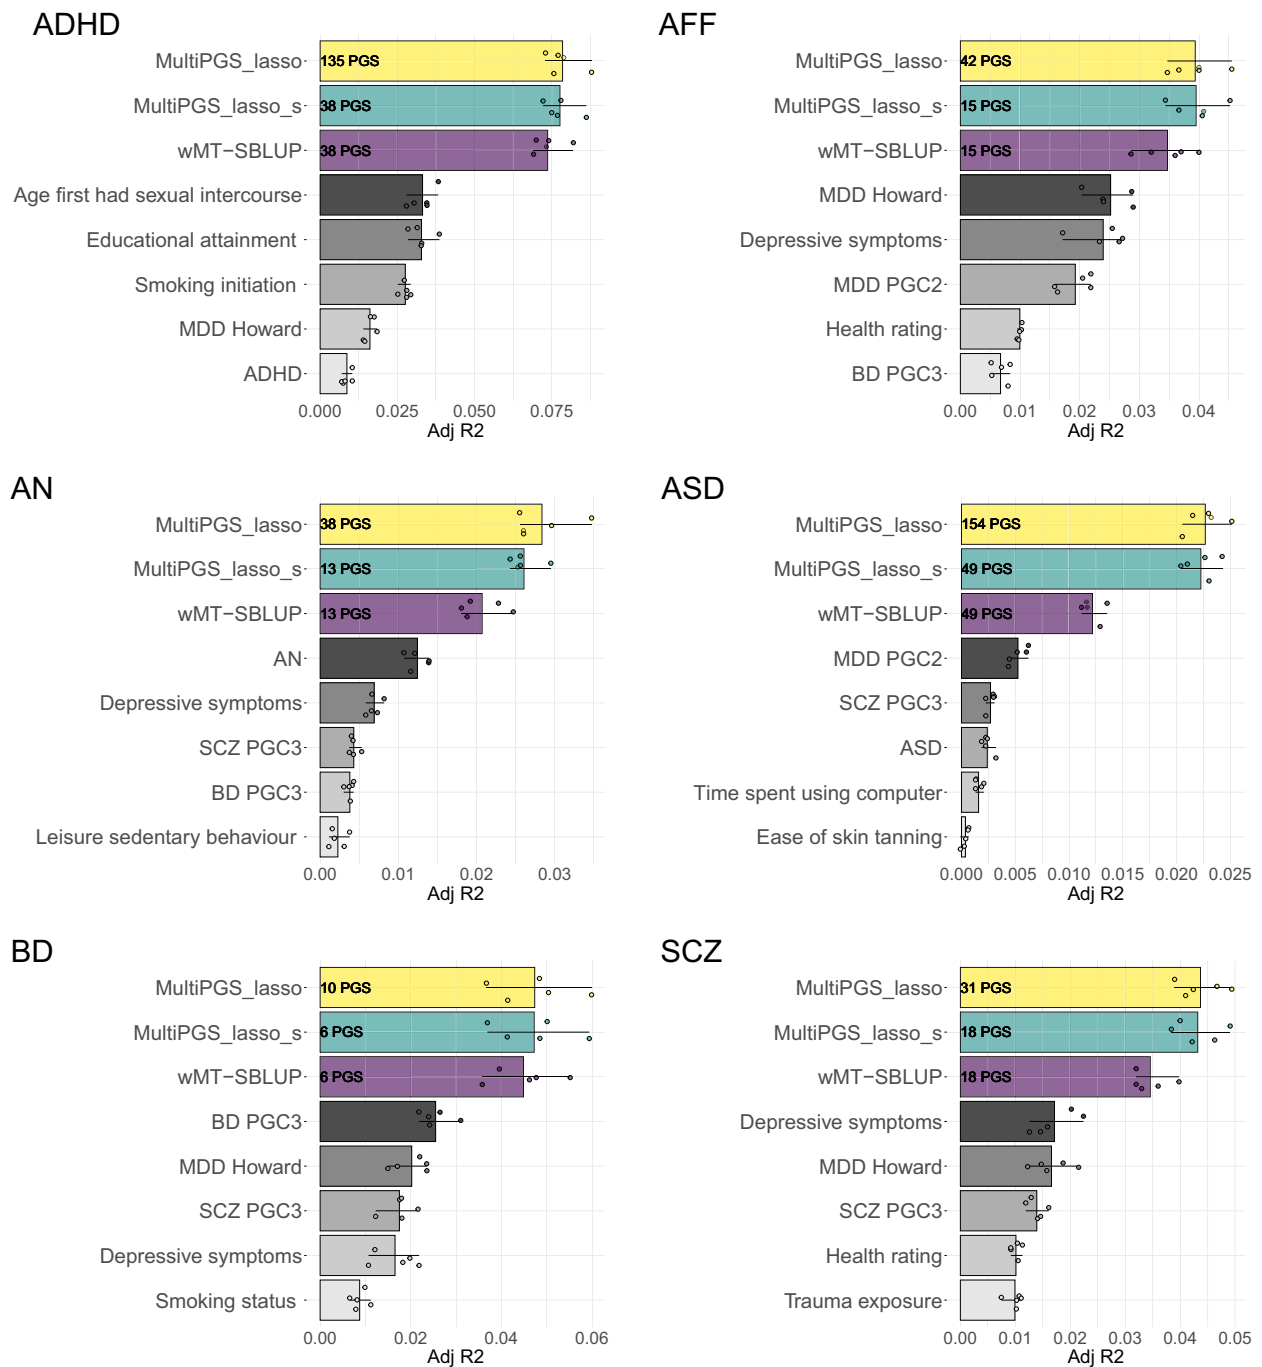 ADHD
MultiPGS_lasso
135 PGS
MultiPGS_lasso_s
38 PGS
wMT−SBLUP
38 PGS
Age first had sexual intercourse
Educational attainment
Smoking initiation
MDD Howard
ADHD
0.000 0.025 0.050 0.075
Adj R2
AFF
MultiPGS_lasso
42 PGS
MultiPGS_lasso_s
15 PGS
wMT−SBLUP
15 PGS
MDD Howard
Depressive symptoms
MDD PGC2
Health rating
BD PGC3
0.00 0.01 0.02 0.03 0.04
Adj R2
AN
MultiPGS_lasso
38 PGS
MultiPGS_lasso_s
13 PGS
wMT−SBLUP
13 PGS
AN
Depressive symptoms
SCZ PGC3
BD PGC3
Leisure sedentary behaviour
0.00 0.01 0.02 0.03
Adj R2
ASD
MultiPGS_lasso
154 PGS
MultiPGS_lasso_s
49 PGS
wMT−SBLUP
49 PGS
MDD PGC2
SCZ PGC3
ASD
Time spent using computer
Ease of skin tanning
0.000 0.005 0.010 0.015 0.020 0.025
Adj R2
BD
MultiPGS_lasso
10 PGS
MultiPGS_lasso_s
6 PGS
wMT−SBLUP
6 PGS
BD PGC3
MDD Howard
SCZ PGC3
Depressive symptoms
Smoking status
0.00 0.02 0.04 0.06
Adj R2
SCZ
MultiPGS_lasso
31 PGS
MultiPGS_lasso_s
18 PGS
wMT−SBLUP
18 PGS
Depressive symptoms
MDD Howard
SCZ PGC3
Health rating
Trauma exposure
0.00 0.01 0.02 0.03 0.04 0.05
Adj R2